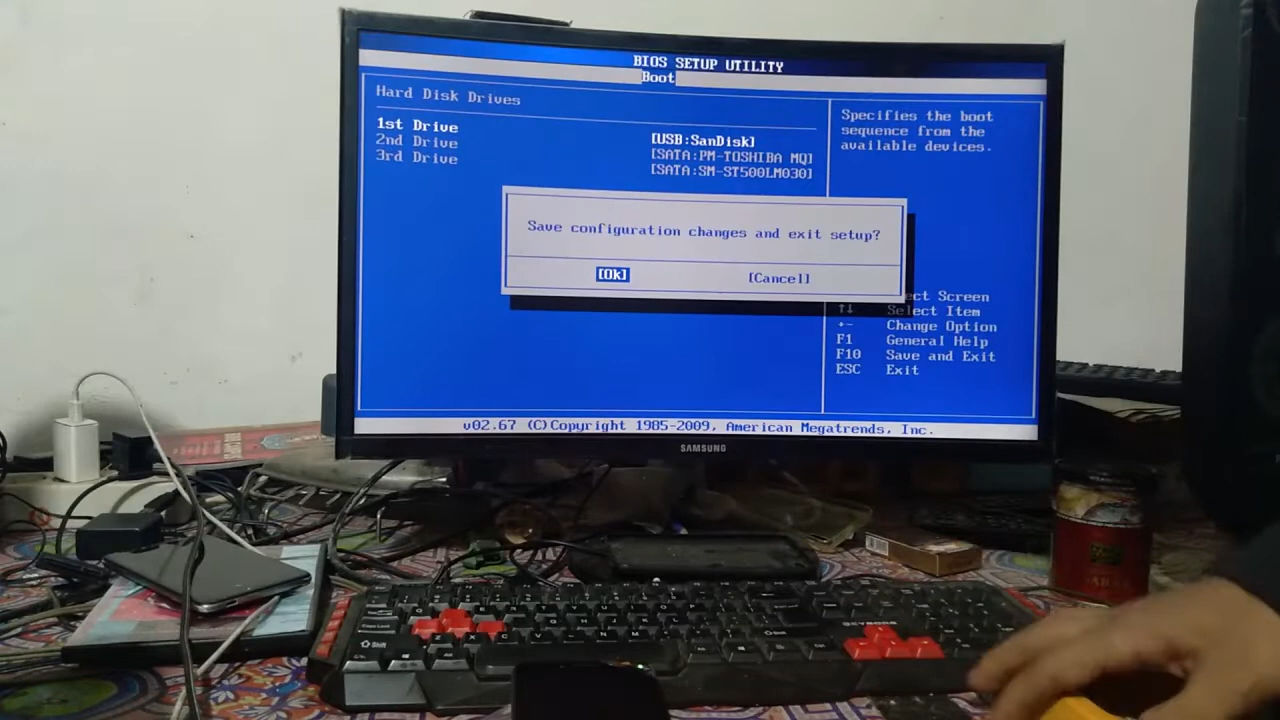 BIOS SETUP UTILITY
Boot
Hard Disk Drives
1st Drive [USB:SanDisk]
2nd Drive [SATA:PM-TOSHIBA MQ]
3rd Drive [SATA:SM-ST500LM030]
Specifies the boot
sequence from the
available devices.
Save configuration changes and exit setup?
[Ok] [Cancel]
ect Screen
↑↓ Select Item
+- Change Option
F1 General Help
F10 Save and Exit
ESC Exit
v02.67 (C)Copyright 1985-2009, American Megatrends, Inc.
SAMSUNG